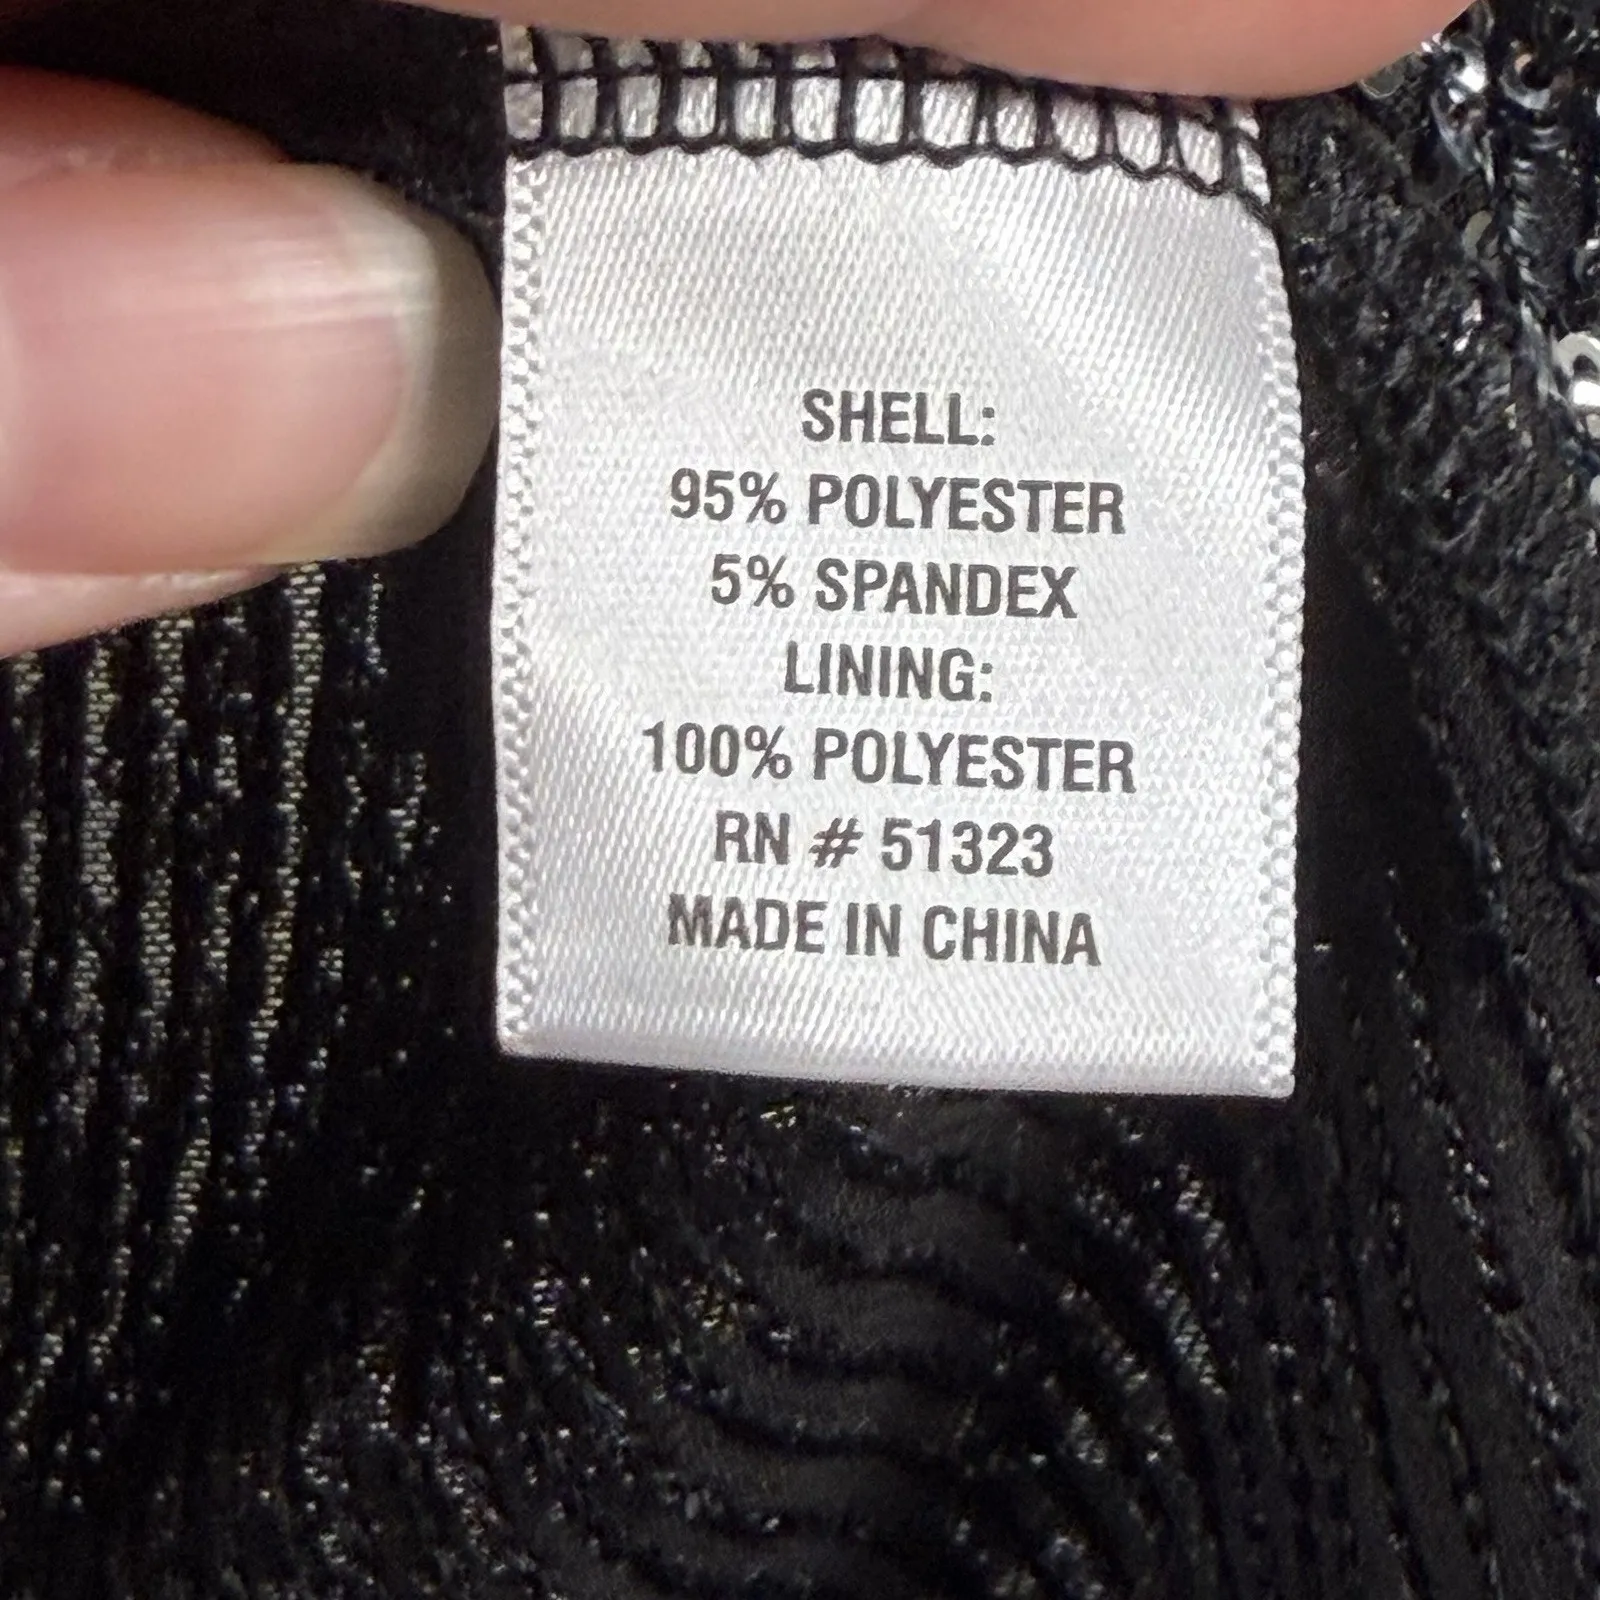 SHELL:
95% POLYESTER
5% SPANDEX
LINING:
100% POLYESTER
RN # 51323
MADE IN CHINA